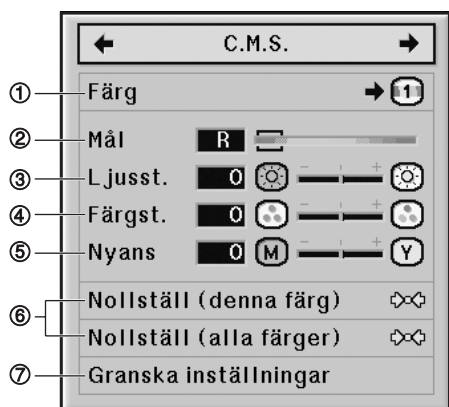 C.M.S.
① Färg 1
② Mål R
③ Ljusst. 0 - +
④ Färgst. 0 - +
⑤ Nyans 0 M - + Y
⑥ Nollställ (denna färg)
Nollställ (alla färger)
⑦ Granska inställningar